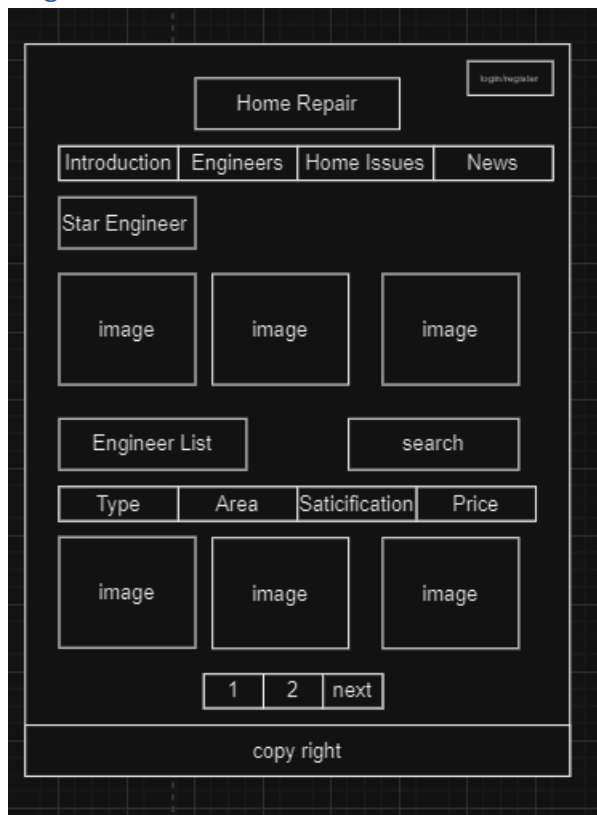 login/register
Home Repair
Introduction Engineers Home Issues News
Star Engineer
image image image
Engineer List search
Type Area Saticification Price
image image image
1 2 next
copy right